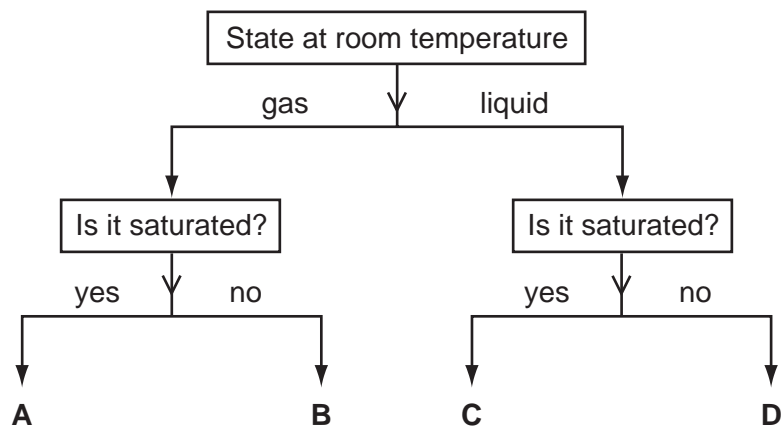 State at room temperature
gas liquid
Is it saturated? Is it saturated?
yes no yes no
A B C D